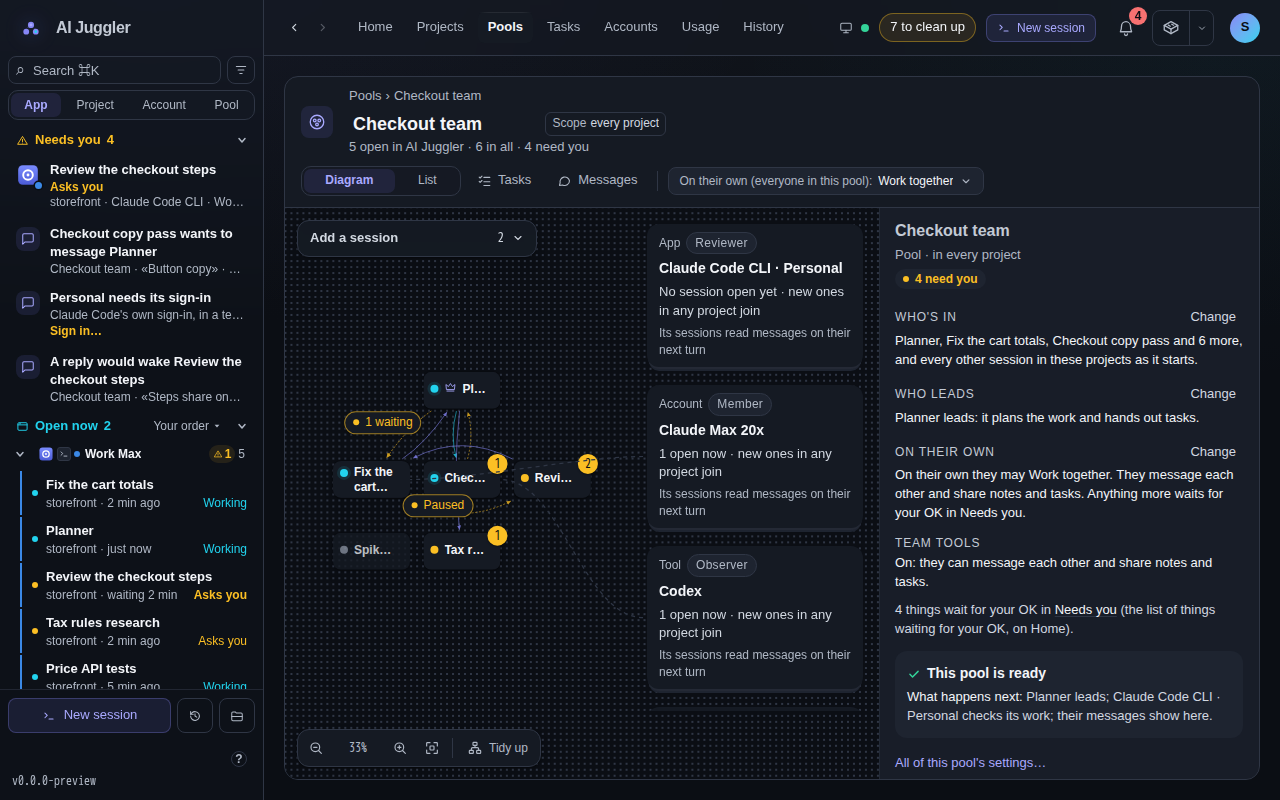 AI Juggler
Home
Projects
Pools
Tasks
Accounts
Usage
History
7 to clean up
New session
4
S
Search ⌘K
App
Project
Account
Pool
Needs you 4
Review the checkout steps
Asks you
storefront · Claude Code CLI · Wo…
Checkout copy pass wants to
message Planner
Checkout team · «Button copy» · …
Personal needs its sign-in
Claude Code's own sign-in, in a te…
Sign in…
A reply would wake Review the
checkout steps
Checkout team · «Steps share on…
Open now 2
Your order
Work Max
1
5
Fix the cart totals
storefront · 2 min ago
Working
Planner
storefront · just now
Working
Review the checkout steps
storefront · waiting 2 min
Asks you
Tax rules research
storefront · 2 min ago
Asks you
Price API tests
storefront · 5 min ago
Working
New session
?
v0.0.0-preview
Pools › Checkout team
Checkout team
Scope every project
5 open in AI Juggler · 6 in all · 4 need you
Diagram
List
Tasks
Messages
On their own (everyone in this pool): Work together
Add a session
2
Pl…
1 waiting
Fix the
cart…
1
Chec…
2
Revi…
Paused
Spik…
1
Tax r…
App
Reviewer
Claude Code CLI · Personal
No session open yet · new ones
in any project join
Its sessions read messages on their
next turn
Account
Member
Claude Max 20x
1 open now · new ones in any
project join
Its sessions read messages on their
next turn
Tool
Observer
Codex
1 open now · new ones in any
project join
Its sessions read messages on their
next turn
33%
Tidy up
Checkout team
Pool · in every project
4 need you
WHO'S IN
Change
Planner, Fix the cart totals, Checkout copy pass and 6 more,
and every other session in these projects as it starts.
WHO LEADS
Change
Planner leads: it plans the work and hands out tasks.
ON THEIR OWN
Change
On their own they may Work together. They message each
other and share notes and tasks. Anything more waits for
your OK in Needs you.
TEAM TOOLS
On: they can message each other and share notes and
tasks.
4 things wait for your OK in Needs you (the list of things
waiting for your OK, on Home).
This pool is ready
What happens next: Planner leads; Claude Code CLI ·
Personal checks its work; their messages show here.
All of this pool's settings…